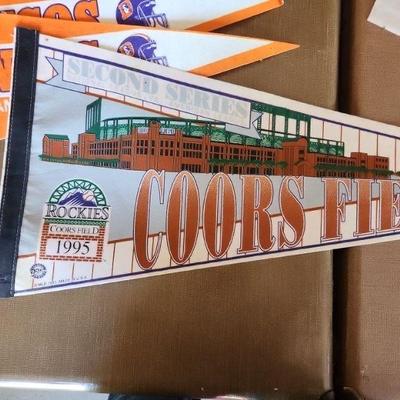 SECOND SERIES
COORS FIE
ROCKIES
COORS FIELD
1995